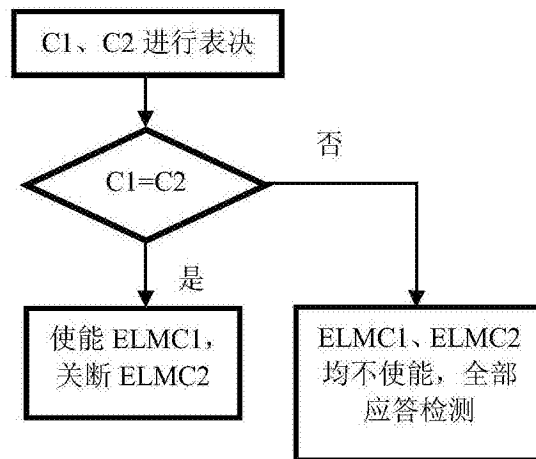 C1、C2 进行表决
C1=C2
否
是
使能 ELMC1，
关断 ELMC2
ELMC1、ELMC2
均不使能，全部
应答检测